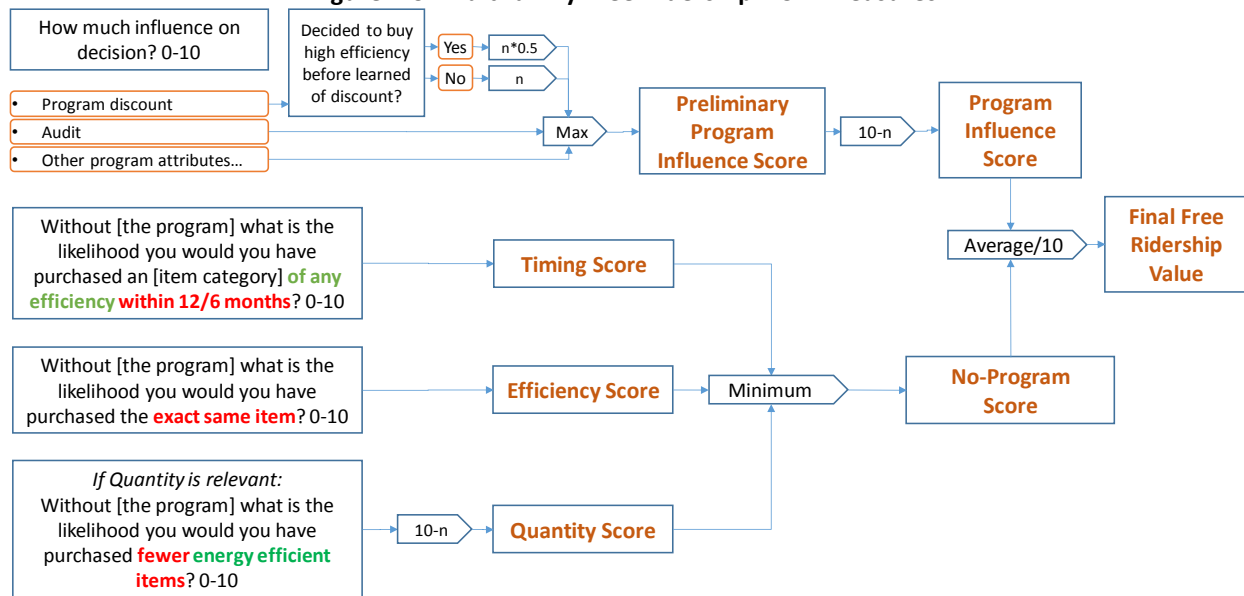 How much influence on
decision? 0-10
Decided to buy
high efficiency
before learned
of discount?
Yes
n*0.5
No
n
• Program discount
• Audit
• Other program attributes...
Max
Preliminary
Program
Influence Score
10-n
Program
Influence
Score
Without [the program] what is the
likelihood you would you have
purchased an [item category] of any
efficiency within 12/6 months? 0-10
Timing Score
Average/10
Final Free
Ridership
Value
Without [the program] what is the
likelihood you would you have
purchased the exact same item? 0-10
Efficiency Score
Minimum
No-Program
Score
If Quantity is relevant:
Without [the program] what is the
likelihood you would you have
purchased fewer energy efficient
items? 0-10
10-n
Quantity Score